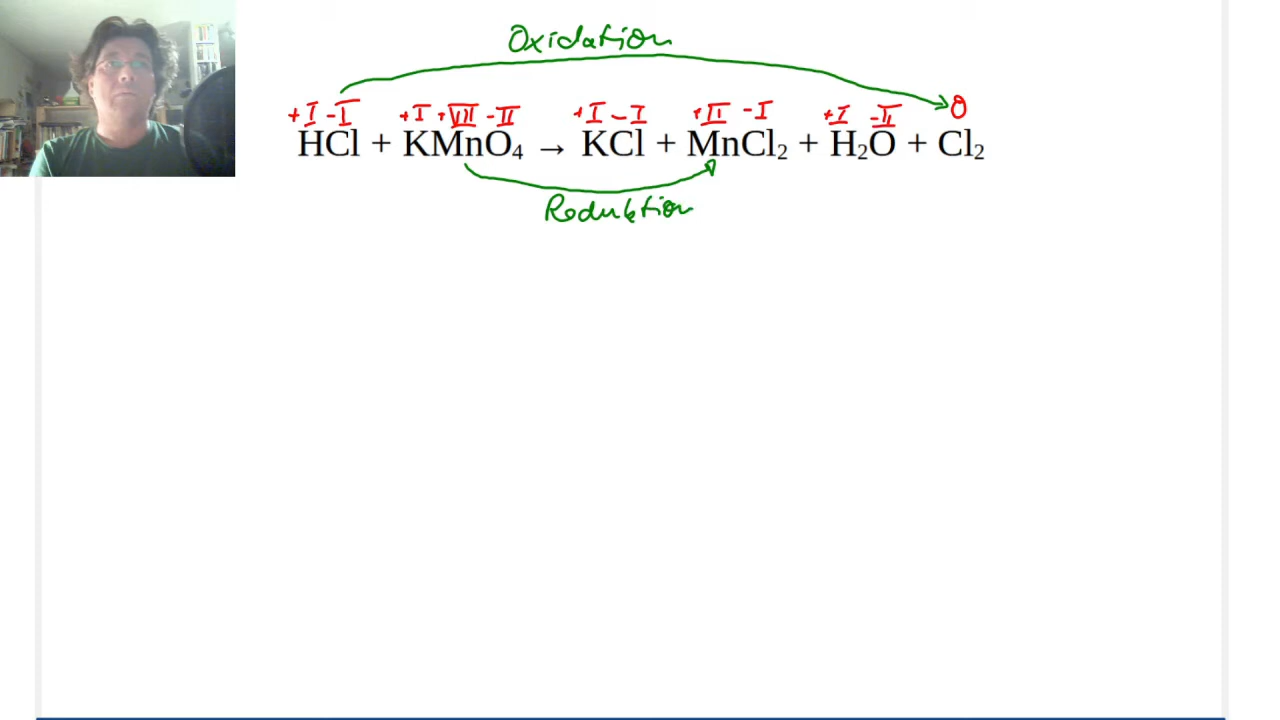 Oxidation
+I -I +I +VII -II +I -I +II -I +I -II 0
HCl + KMnO₄ → KCl + MnCl₂ + H₂O + Cl₂
Reduktion